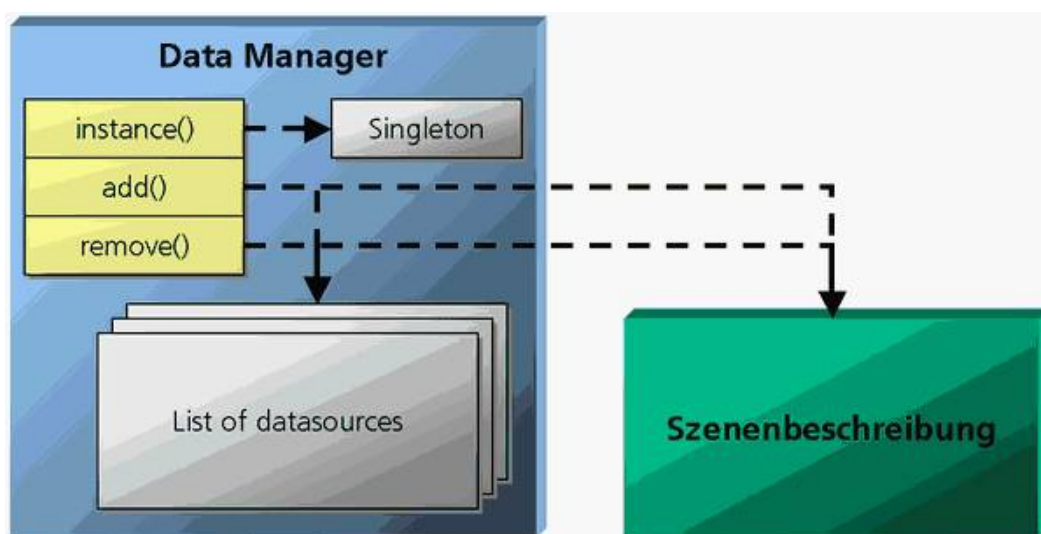 Data Manager
instance()
Singleton
add()
remove()
List of datasources
Szenenbeschreibung